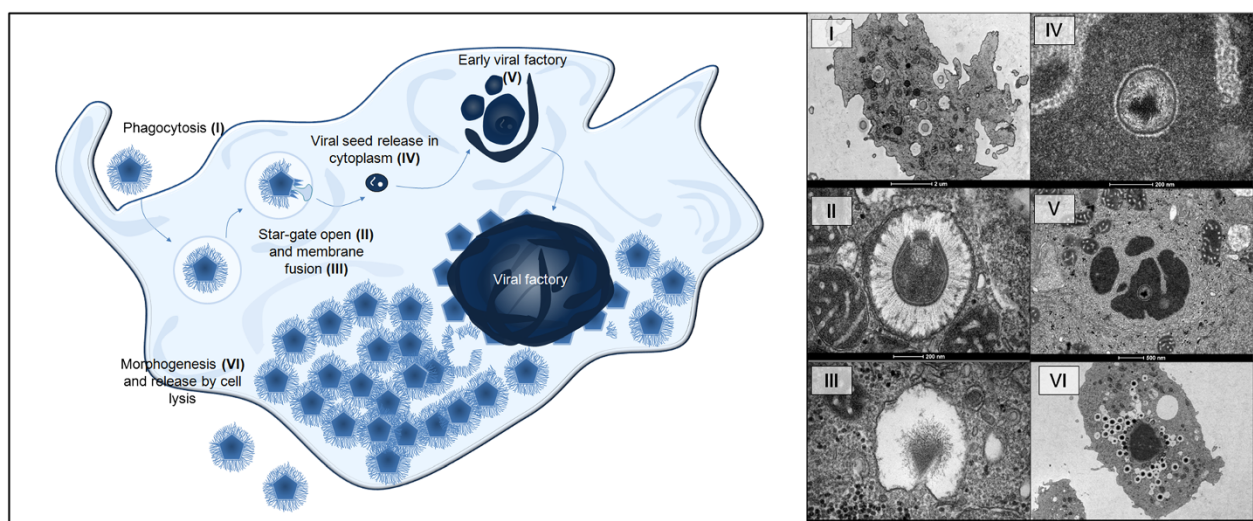 Phagocytosis (I)
Star-gate open (II)
and membrane
fusion (III)
Viral seed release in
cytoplasm (IV)
Early viral factory
(V)
Viral factory
Morphogenesis (VI)
and release by cell
lysis
I
2 um
II
200 nm
III
IV
200 nm
V
500 nm
VI